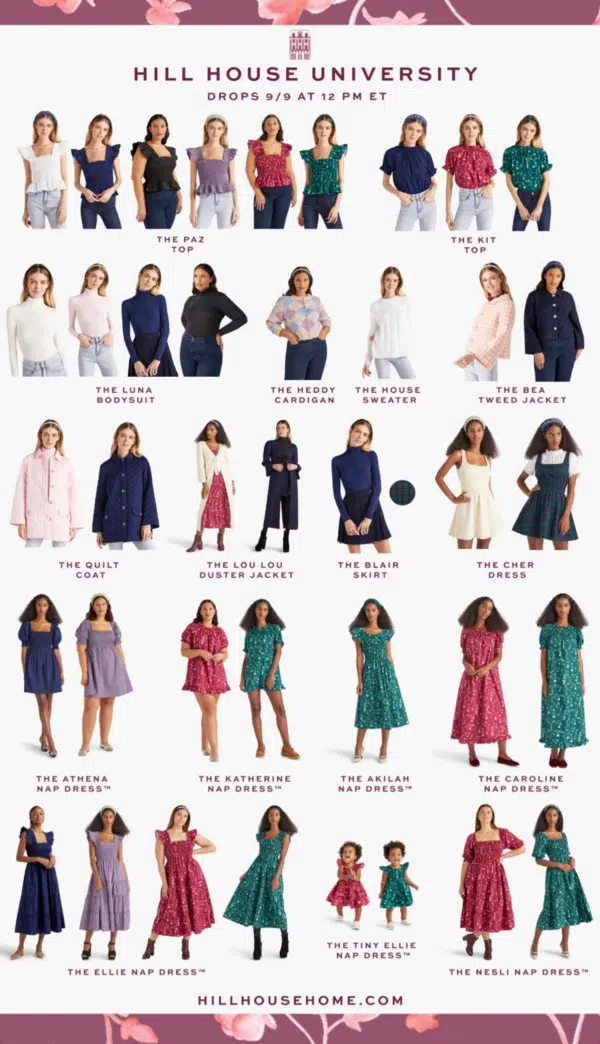 HILL HOUSE UNIVERSITY
DROPS 9/9 AT 12 PM ET
THE PAZ
TOP
THE KIT
TOP
THE LUNA
BODYSUIT
THE HEDDY
CARDIGAN
THE HOUSE
SWEATER
THE BEA
TWEED JACKET
THE QUILT
COAT
THE LOU LOU
DUSTER JACKET
THE BLAIR
SKIRT
THE CHER
DRESS
THE ATHENA
NAP DRESS™
THE KATHERINE
NAP DRESS™
THE AKILAH
NAP DRESS™
THE CAROLINE
NAP DRESS™
THE ELLIE NAP DRESS™
THE TINY ELLIE
NAP DRESS™
THE NESLI NAP DRESS™
HILLHOUSEHOME.COM